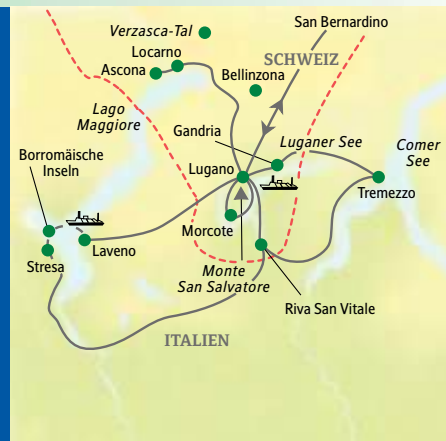 San Bernardino
Verzasca-Tal
Locarno
SCHWEIZ
Ascona
Bellinzona
Lago
Maggiore
Gandria
Luganer See
Comer
See
Borromäische
Inseln
Lugano
Tremezzo
Morcote
Laveno
Stresa
Monte
San Salvatore
Riva San Vitale
ITALIEN